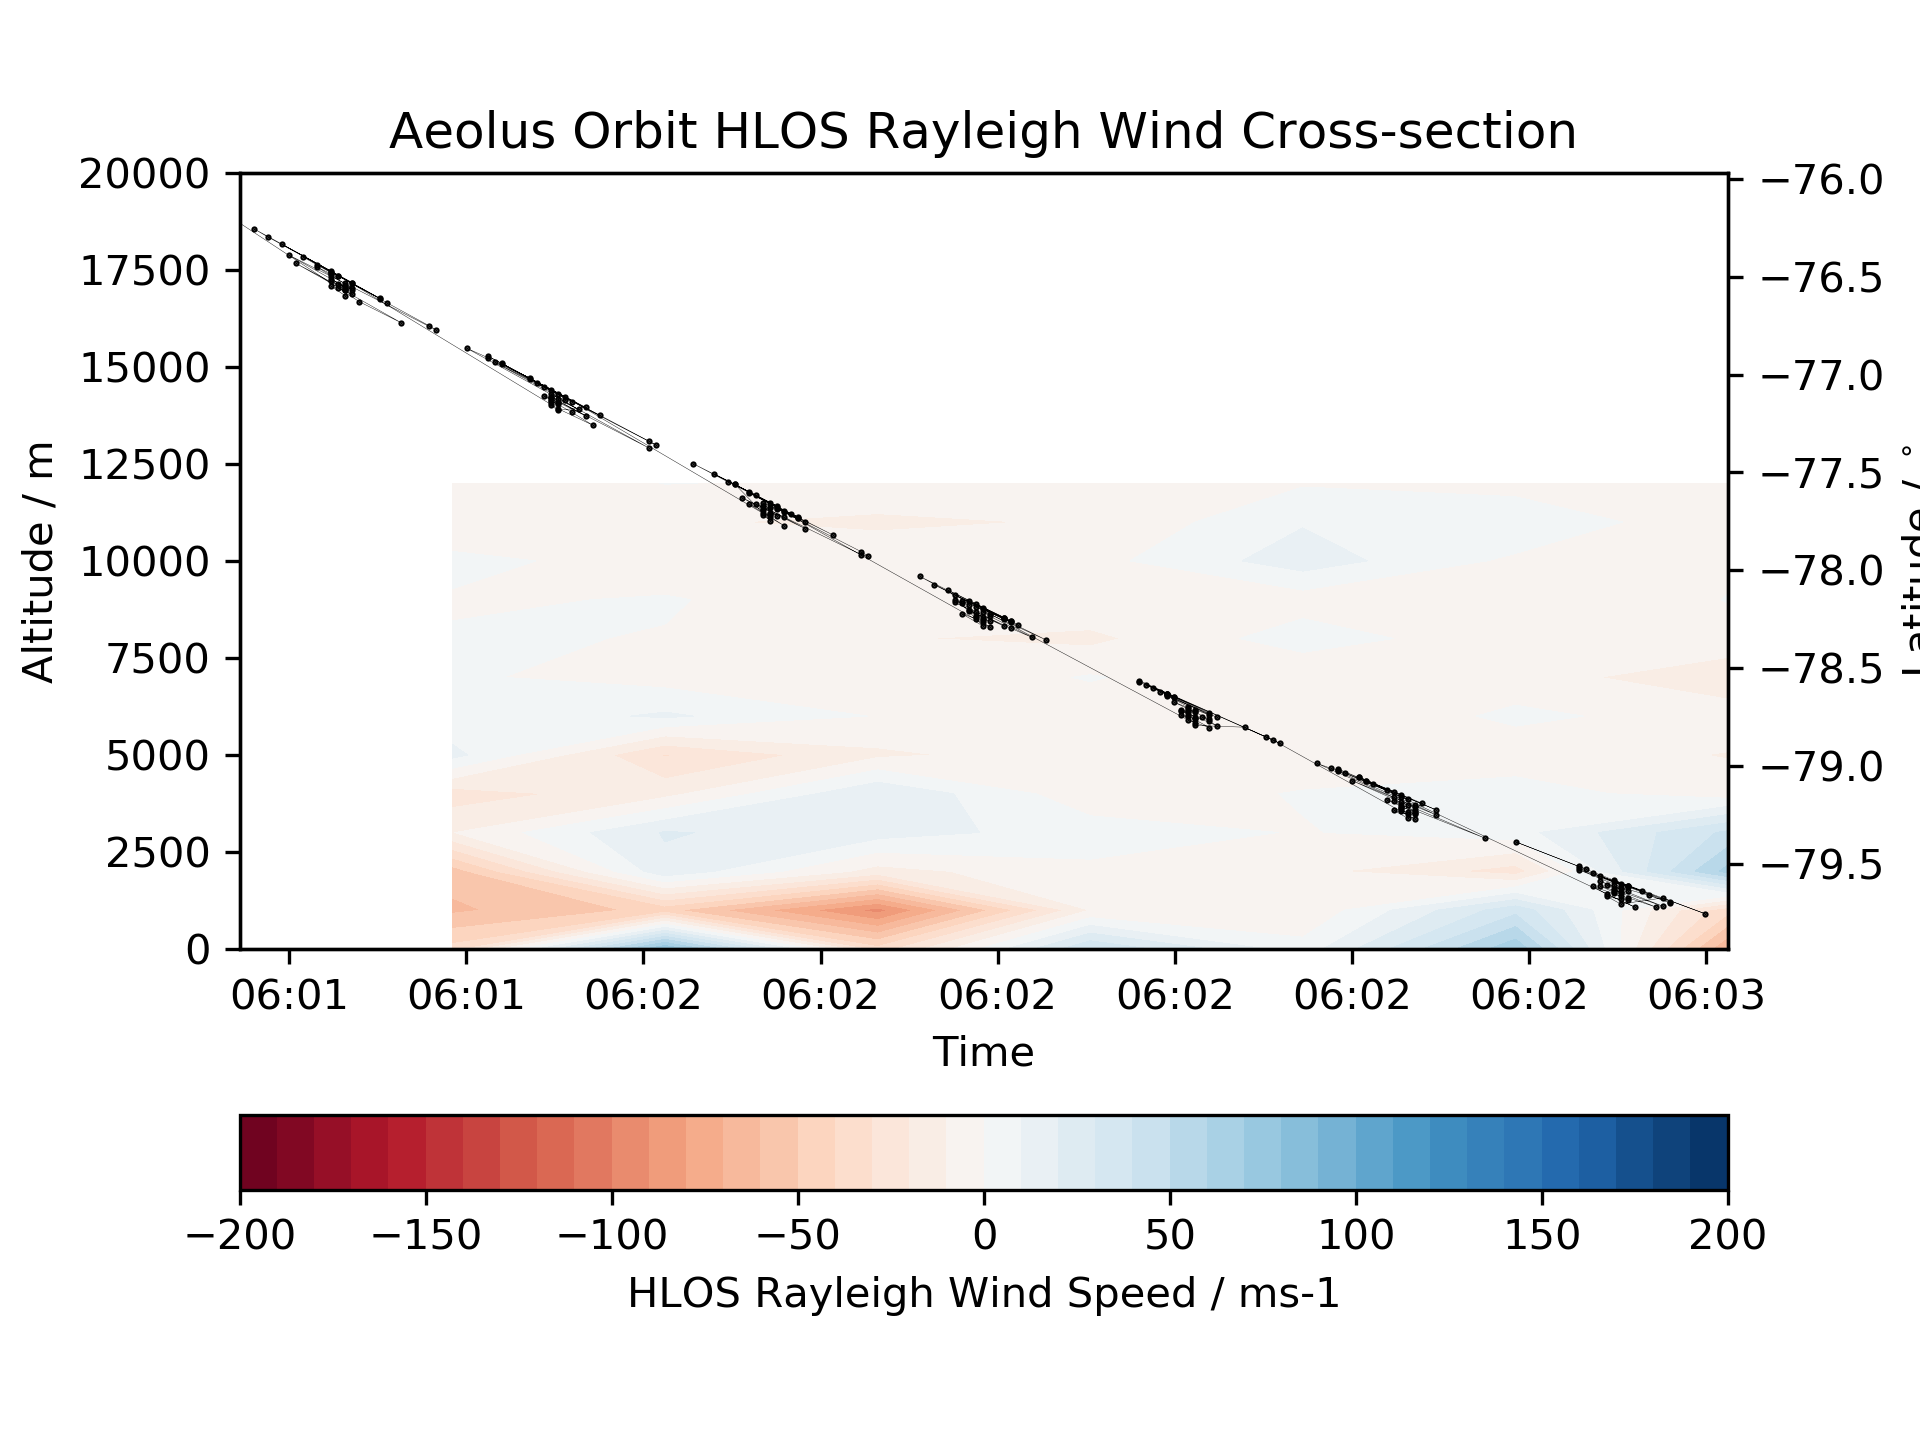 Aeolus Orbit HLOS Rayleigh Wind Cross-section
20000
17500
15000
12500
10000
7500
5000
2500
0
Altitude / m
−76.0
−76.5
−77.0
−77.5
−78.0
−78.5
−79.0
−79.5
Latitude / °
06:01 06:01 06:02 06:02 06:02 06:02 06:02 06:02 06:03
Time
−200 −150 −100 −50 0 50 100 150 200
HLOS Rayleigh Wind Speed / ms-1